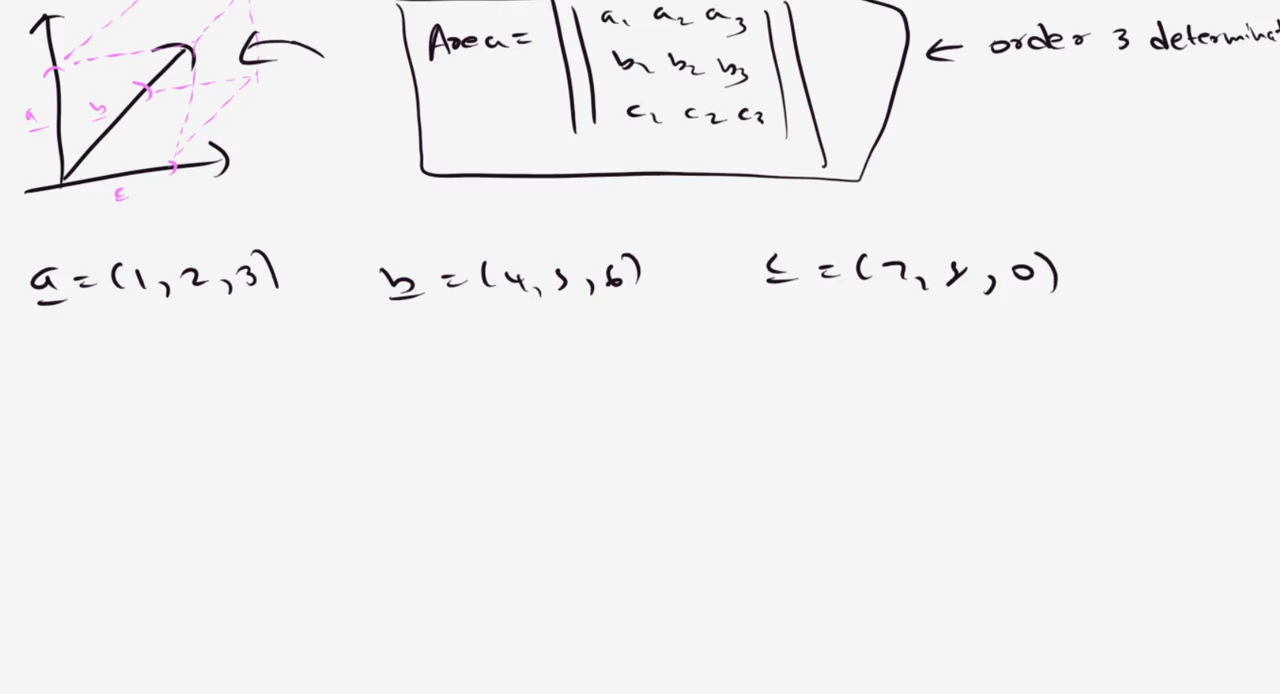 a₁ a₂ a₃
Area = b₁ b₂ b₃ ← order 3 determinat
c₁ c₂ c₃
a
b
c
a = (1, 2, 3) b = (4, 5, 6) c = (7, 8, 0)